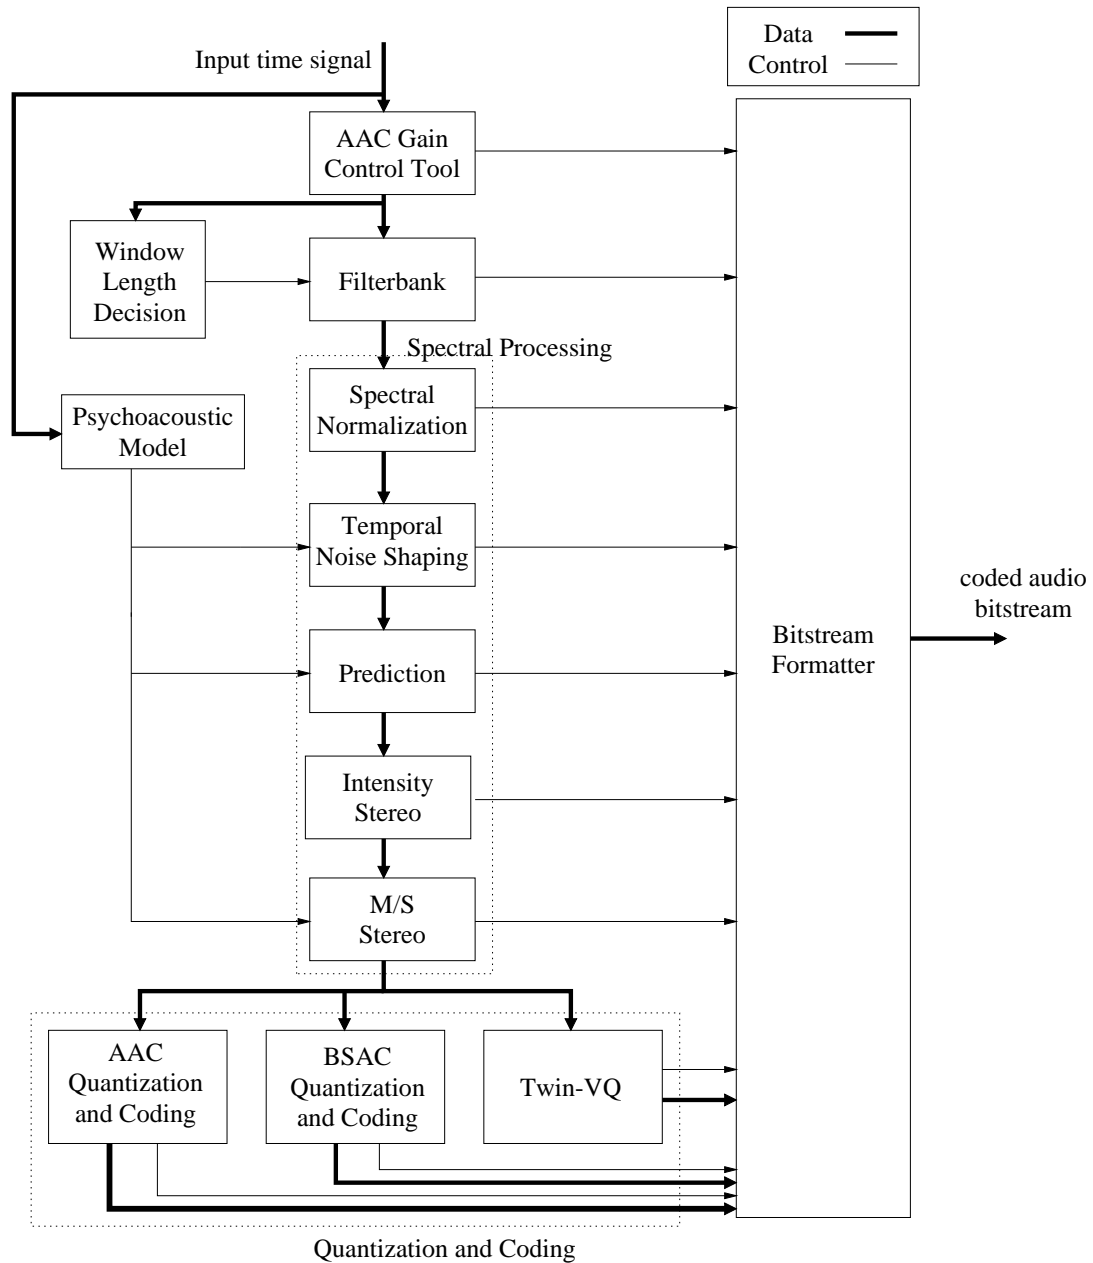 Data
Control
Input time signal
AAC Gain
Control Tool
Window
Length
Decision
Filterbank
Spectral Processing
Spectral
Normalization
Psychoacoustic
Model
Temporal
Noise Shaping
Prediction
Intensity
Stereo
M/S
Stereo
Bitstream
Formatter
coded audio
bitstream
AAC
Quantization
and Coding
BSAC
Quantization
and Coding
Twin-VQ
Quantization and Coding